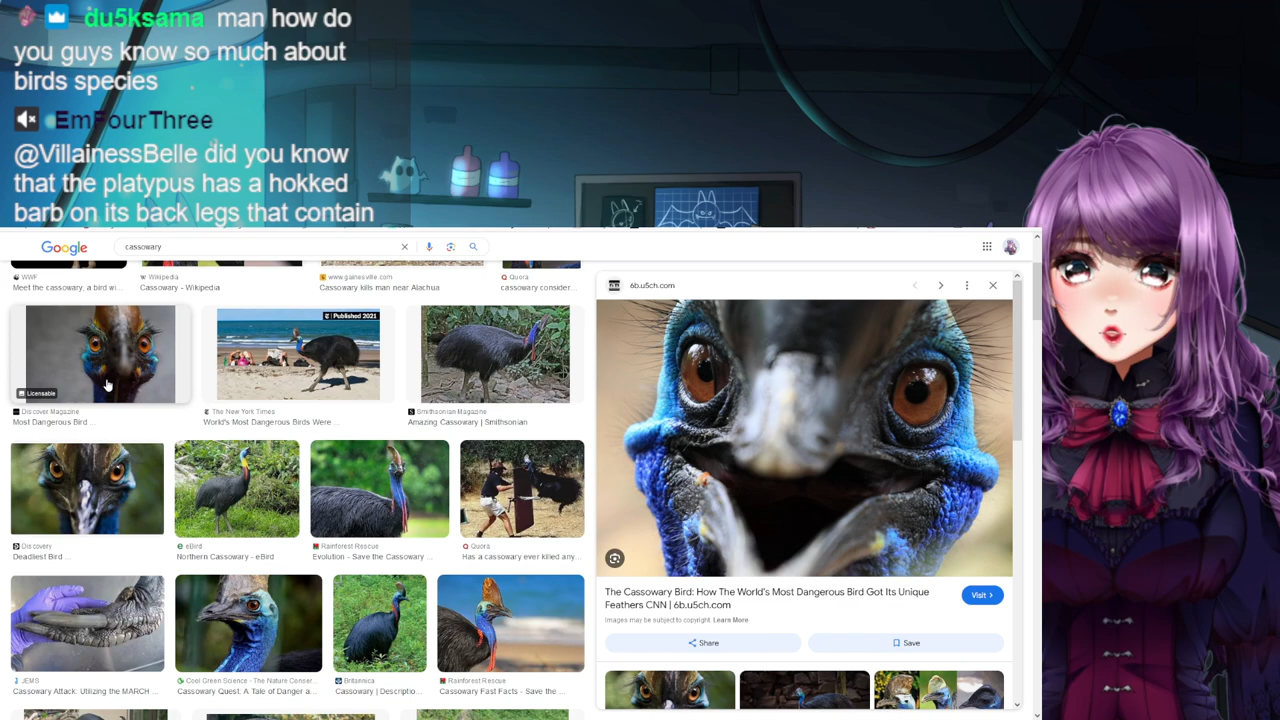 du5ksama man how do
you guys know so much about
birds species
EmFourThree
@VillainessBelle did you know
that the platypus has a hokked
barb on its back legs that contain
Google
cassowary
WWF
Meet the cassowary, a bird wi...
Wikipedia
Cassowary - Wikipedia
www.gainesville.com
Cassowary kills man near Alachua
Quora
cassowary consider...
6b.u5ch.com
Licensable
Published 2021
Discover Magazine
Most Dangerous Bird ...
The New York Times
World's Most Dangerous Birds Were ...
Smithsonian Magazine
Amazing Cassowary | Smithsonian
Discovery
Deadliest Bird ...
eBird
Northern Cassowary - eBird
Rainforest Rescue
Evolution - Save the Cassowary ...
Quora
Has a cassowary ever killed any...
The Cassowary Bird: How The World's Most Dangerous Bird Got Its Unique
Feathers CNN | 6b.u5ch.com
Visit
Images may be subject to copyright. Learn More
Share
Save
JEMS
Cassowary Attack: Utilizing the MARCH ...
Cool Green Science - The Nature Conser...
Cassowary Quest: A Tale of Danger a...
Britannica
Cassowary | Descriptio...
Rainforest Rescue
Cassowary Fast Facts - Save the ...